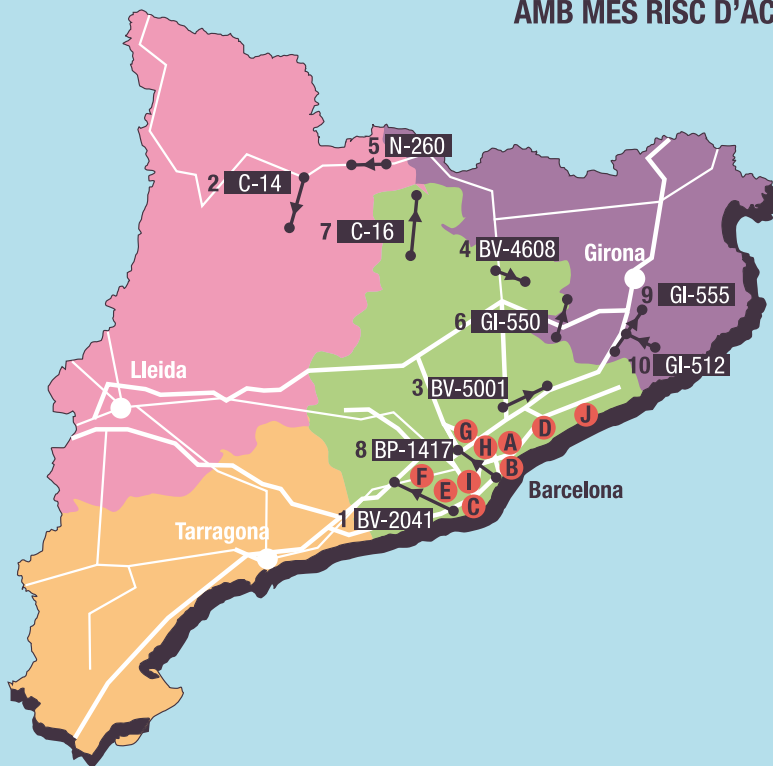 AMB MES RISC D'AC
5 N-260
2 C-14
7 C-16
4 BV-4608
Girona
9 GI-555
6 GI-550
10 GI-512
Lleida
3 BV-5001
J
G
D
H
A
8 BP-1417
B
F
I
E
Barcelona
C
1 BV-2041
Tarragona